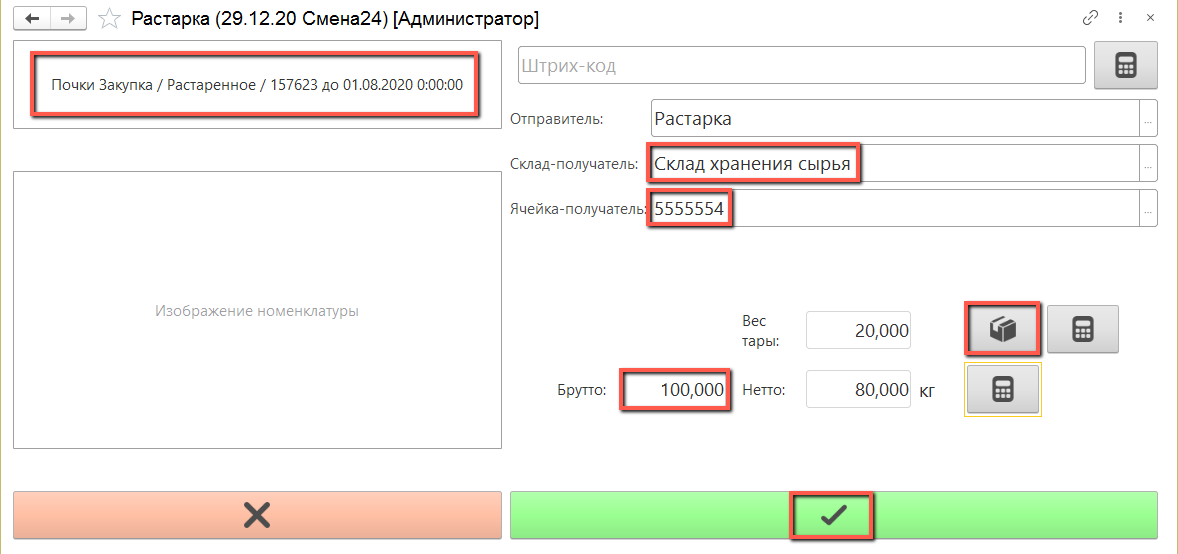 Растарка (29.12.20 Смена24) [Администратор]
Почки Закупка / Растаренное / 157623 до 01.08.2020 0:00:00
Штрих-код
Отправитель: Растарка ...
Склад-получатель: Склад хранения сырья ...
Ячейка-получатель: 5555554 ...
Изображение номенклатуры
Вес
тары: 20,000
Брутто: 100,000 Нетто: 80,000 кг